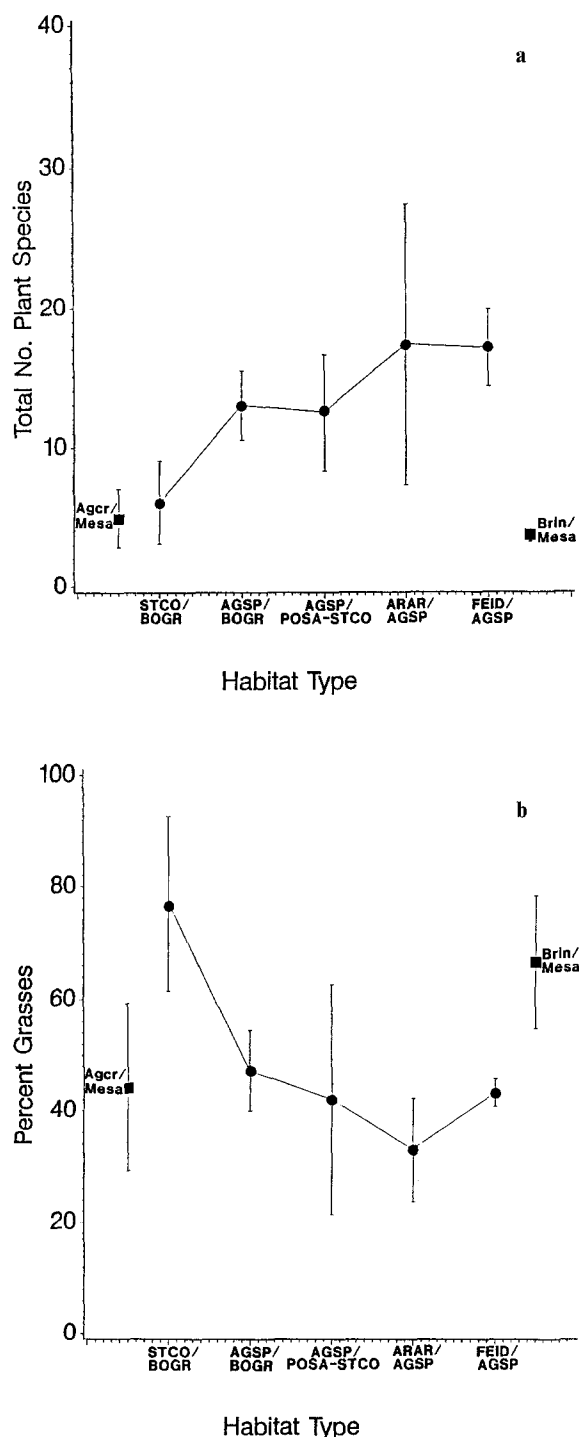 40
a
30
Total No. Plant Species
20
10
Agcr/
Mesa
Brin/
Mesa
0
STCO/
BOGR
AGSP/
BOGR
AGSP/
POSA-STCO
ARAR/
AGSP
FEID/
AGSP
Habitat Type
100
b
80
Percent Grasses
Brin/
Mesa
60
Agcr/
Mesa
40
20
0
STCO/
BOGR
AGSP/
BOGR
AGSP/
POSA-STCO
ARAR/
AGSP
FEID/
AGSP
Habitat Type